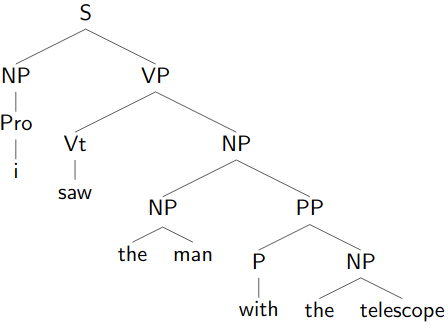 S
NP VP
Pro
Vt NP
i
saw
NP PP
the man
P NP
with the telescope